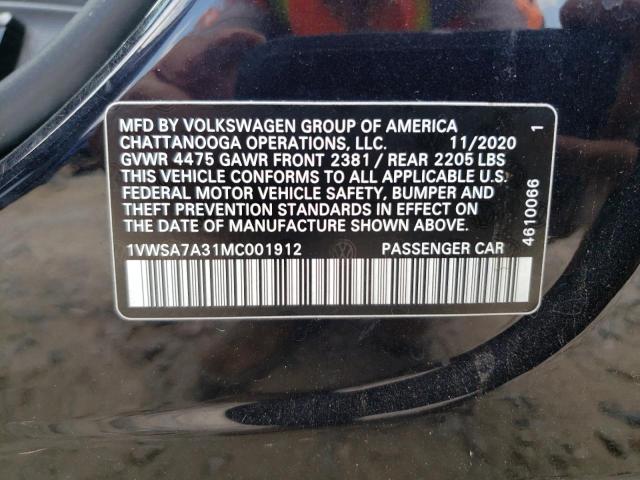 MFD BY VOLKSWAGEN GROUP OF AMERICA
CHATTANOOGA OPERATIONS, LLC. 11/2020
GVWR 4475 GAWR FRONT 2381 / REAR 2205 LBS
THIS VEHICLE CONFORMS TO ALL APPLICABLE U.S.
FEDERAL MOTOR VEHICLE SAFETY, BUMPER AND
THEFT PREVENTION STANDARDS IN EFFECT ON
THE DATE OF MANUFACTURE SHOWN ABOVE.
1VWSA7A31MC001912 PASSENGER CAR
4610066 1